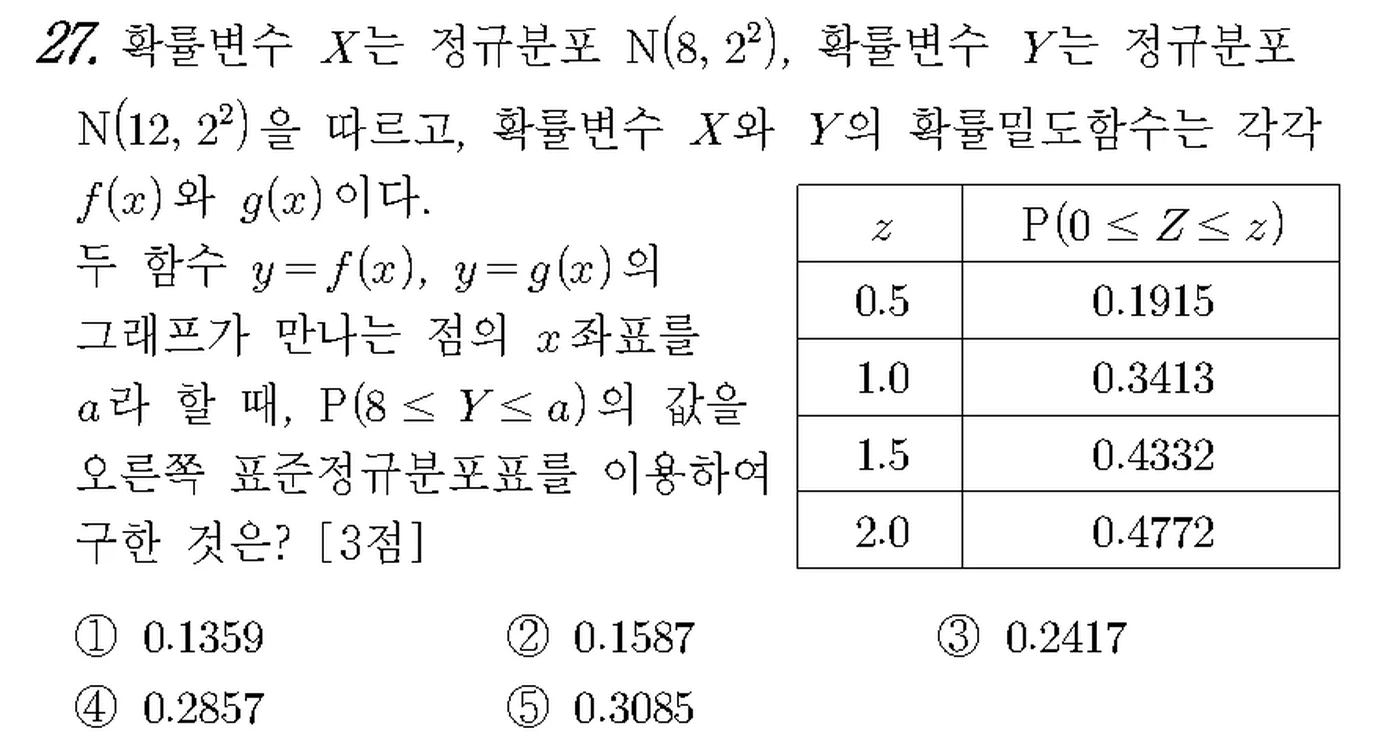 27. 확률변수 X는 정규분포 N(8, 2²), 확률변수 Y는 정규분포
N(12, 2²)을 따르고, 확률변수 X와 Y의 확률밀도함수는 각각
f(x)와 g(x)이다.
두 함수 y=f(x), y=g(x)의
그래프가 만나는 점의 x좌표를
a라 할 때, P(8 ≤ Y ≤ a)의 값을
오른쪽 표준정규분포표를 이용하여
구한 것은? [3점]
z P(0 ≤ Z ≤ z)
0.5 0.1915
1.0 0.3413
1.5 0.4332
2.0 0.4772
① 0.1359 ② 0.1587 ③ 0.2417
④ 0.2857 ⑤ 0.3085